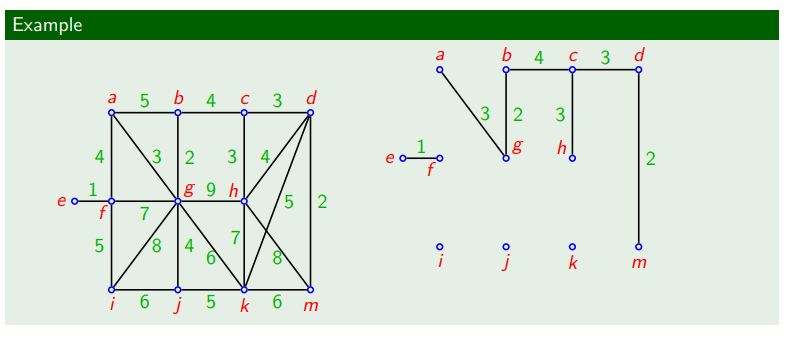 Example
a b c d
5 4 3
4 3 2 3 4 5 2
e 1 f 7 g 9 h
5 8 4 6 7 8
i 6 j 5 k 6 m
a b c d
4 3
3 2 3 2
e 1 f g h
i j k m